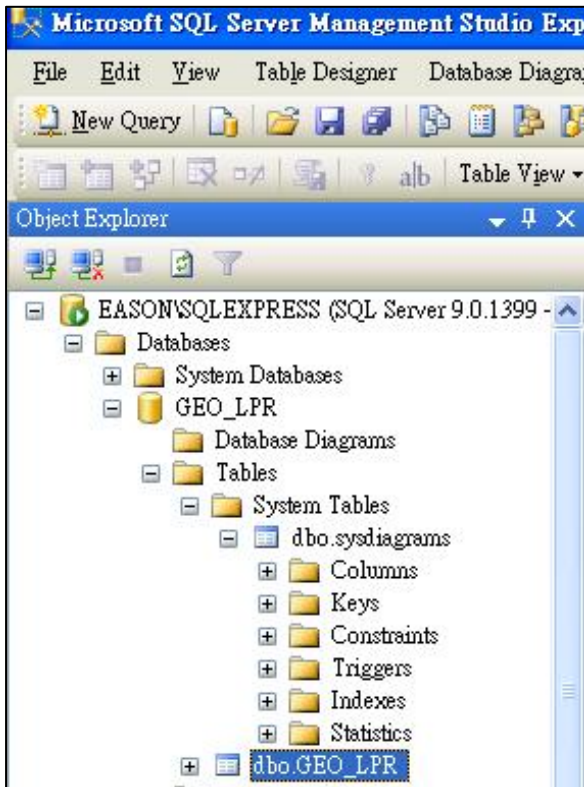 Microsoft SQL Server Management Studio Exp
File Edit View Table Designer Database Diagra
New Query
alb Table View
Object Explorer
EASON\SQLEXPRESS (SQL Server 9.0.1399 -
Databases
System Databases
GEO_LPR
Database Diagrams
Tables
System Tables
dbo.sysdiagrams
Columns
Keys
Constraints
Triggers
Indexes
Statistics
dbo.GEO_LPR